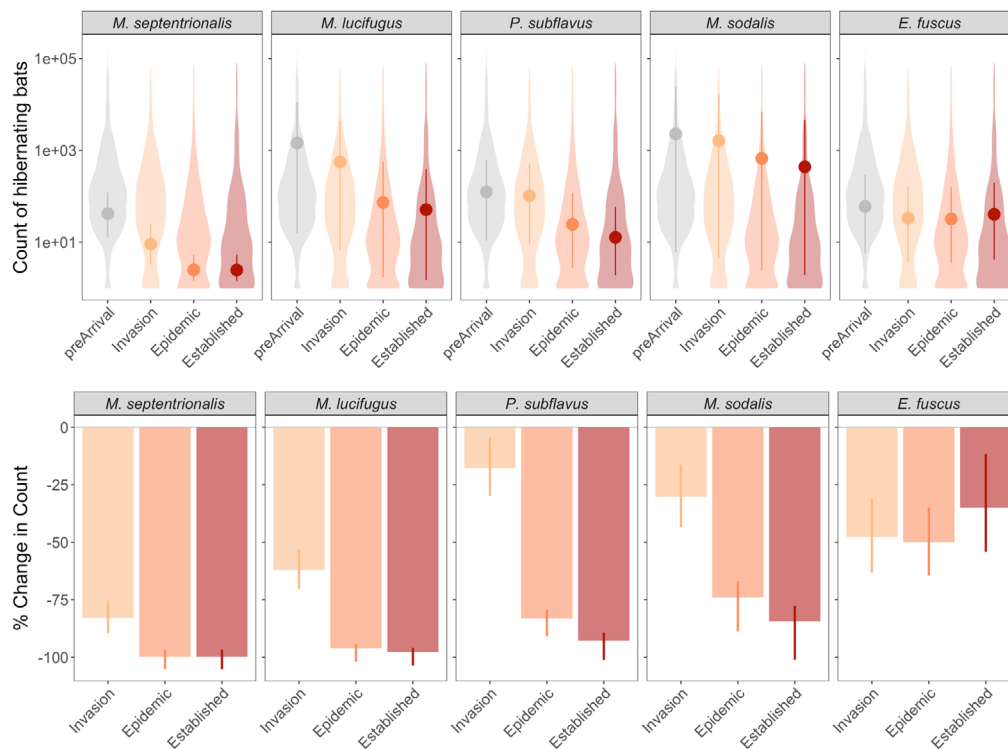 M. septentrionalis M. lucifugus P. subflavus M. sodalis E. fuscus
Count of hibernating bats
1e+05
1e+03
1e+01
preArrival Invasion Epidemic Established preArrival Invasion Epidemic Established preArrival Invasion Epidemic Established preArrival Invasion Epidemic Established preArrival Invasion Epidemic Established
M. septentrionalis M. lucifugus P. subflavus M. sodalis E. fuscus
% Change in Count
0
-25
-50
-75
-100
Invasion Epidemic Established Invasion Epidemic Established Invasion Epidemic Established Invasion Epidemic Established Invasion Epidemic Established